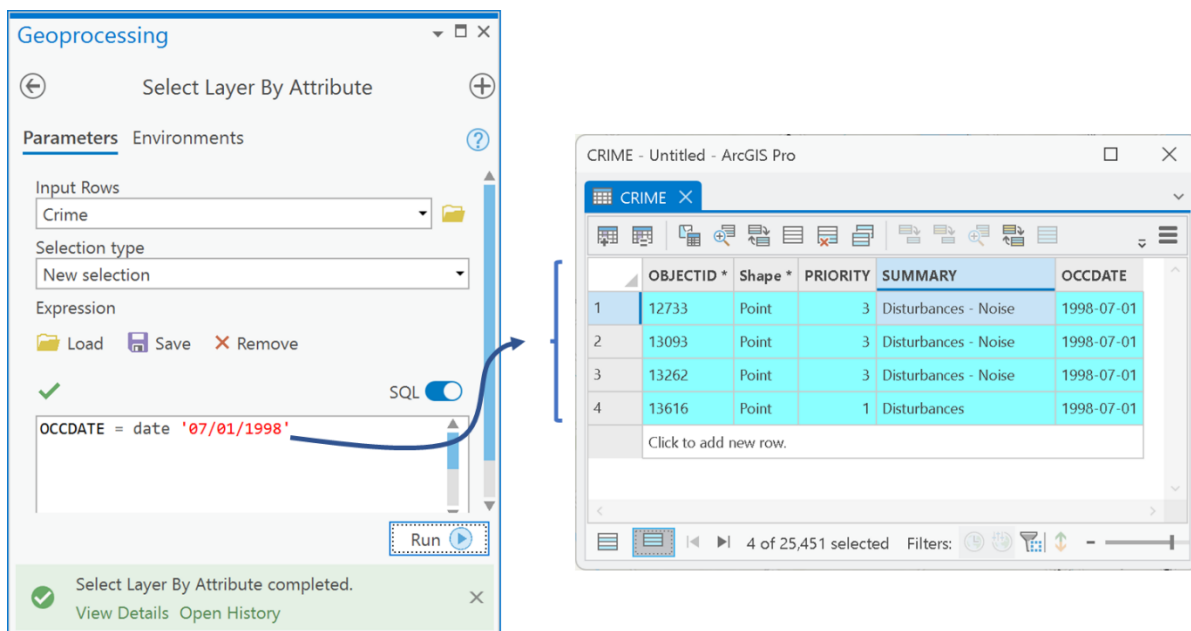 Geoprocessing
Select Layer By Attribute
Parameters Environments
?
Input Rows
Crime
Selection type
New selection
Expression
Load Save Remove
SQL
OCCDATE = date '07/01/1998'
Run
Select Layer By Attribute completed.
View Details Open History
CRIME - Untitled - ArcGIS Pro
CRIME
OBJECTID * Shape * PRIORITY SUMMARY OCCDATE
1 12733 Point 3 Disturbances - Noise 1998-07-01
2 13093 Point 3 Disturbances - Noise 1998-07-01
3 13262 Point 3 Disturbances - Noise 1998-07-01
4 13616 Point 1 Disturbances 1998-07-01
Click to add new row.
4 of 25,451 selected Filters: